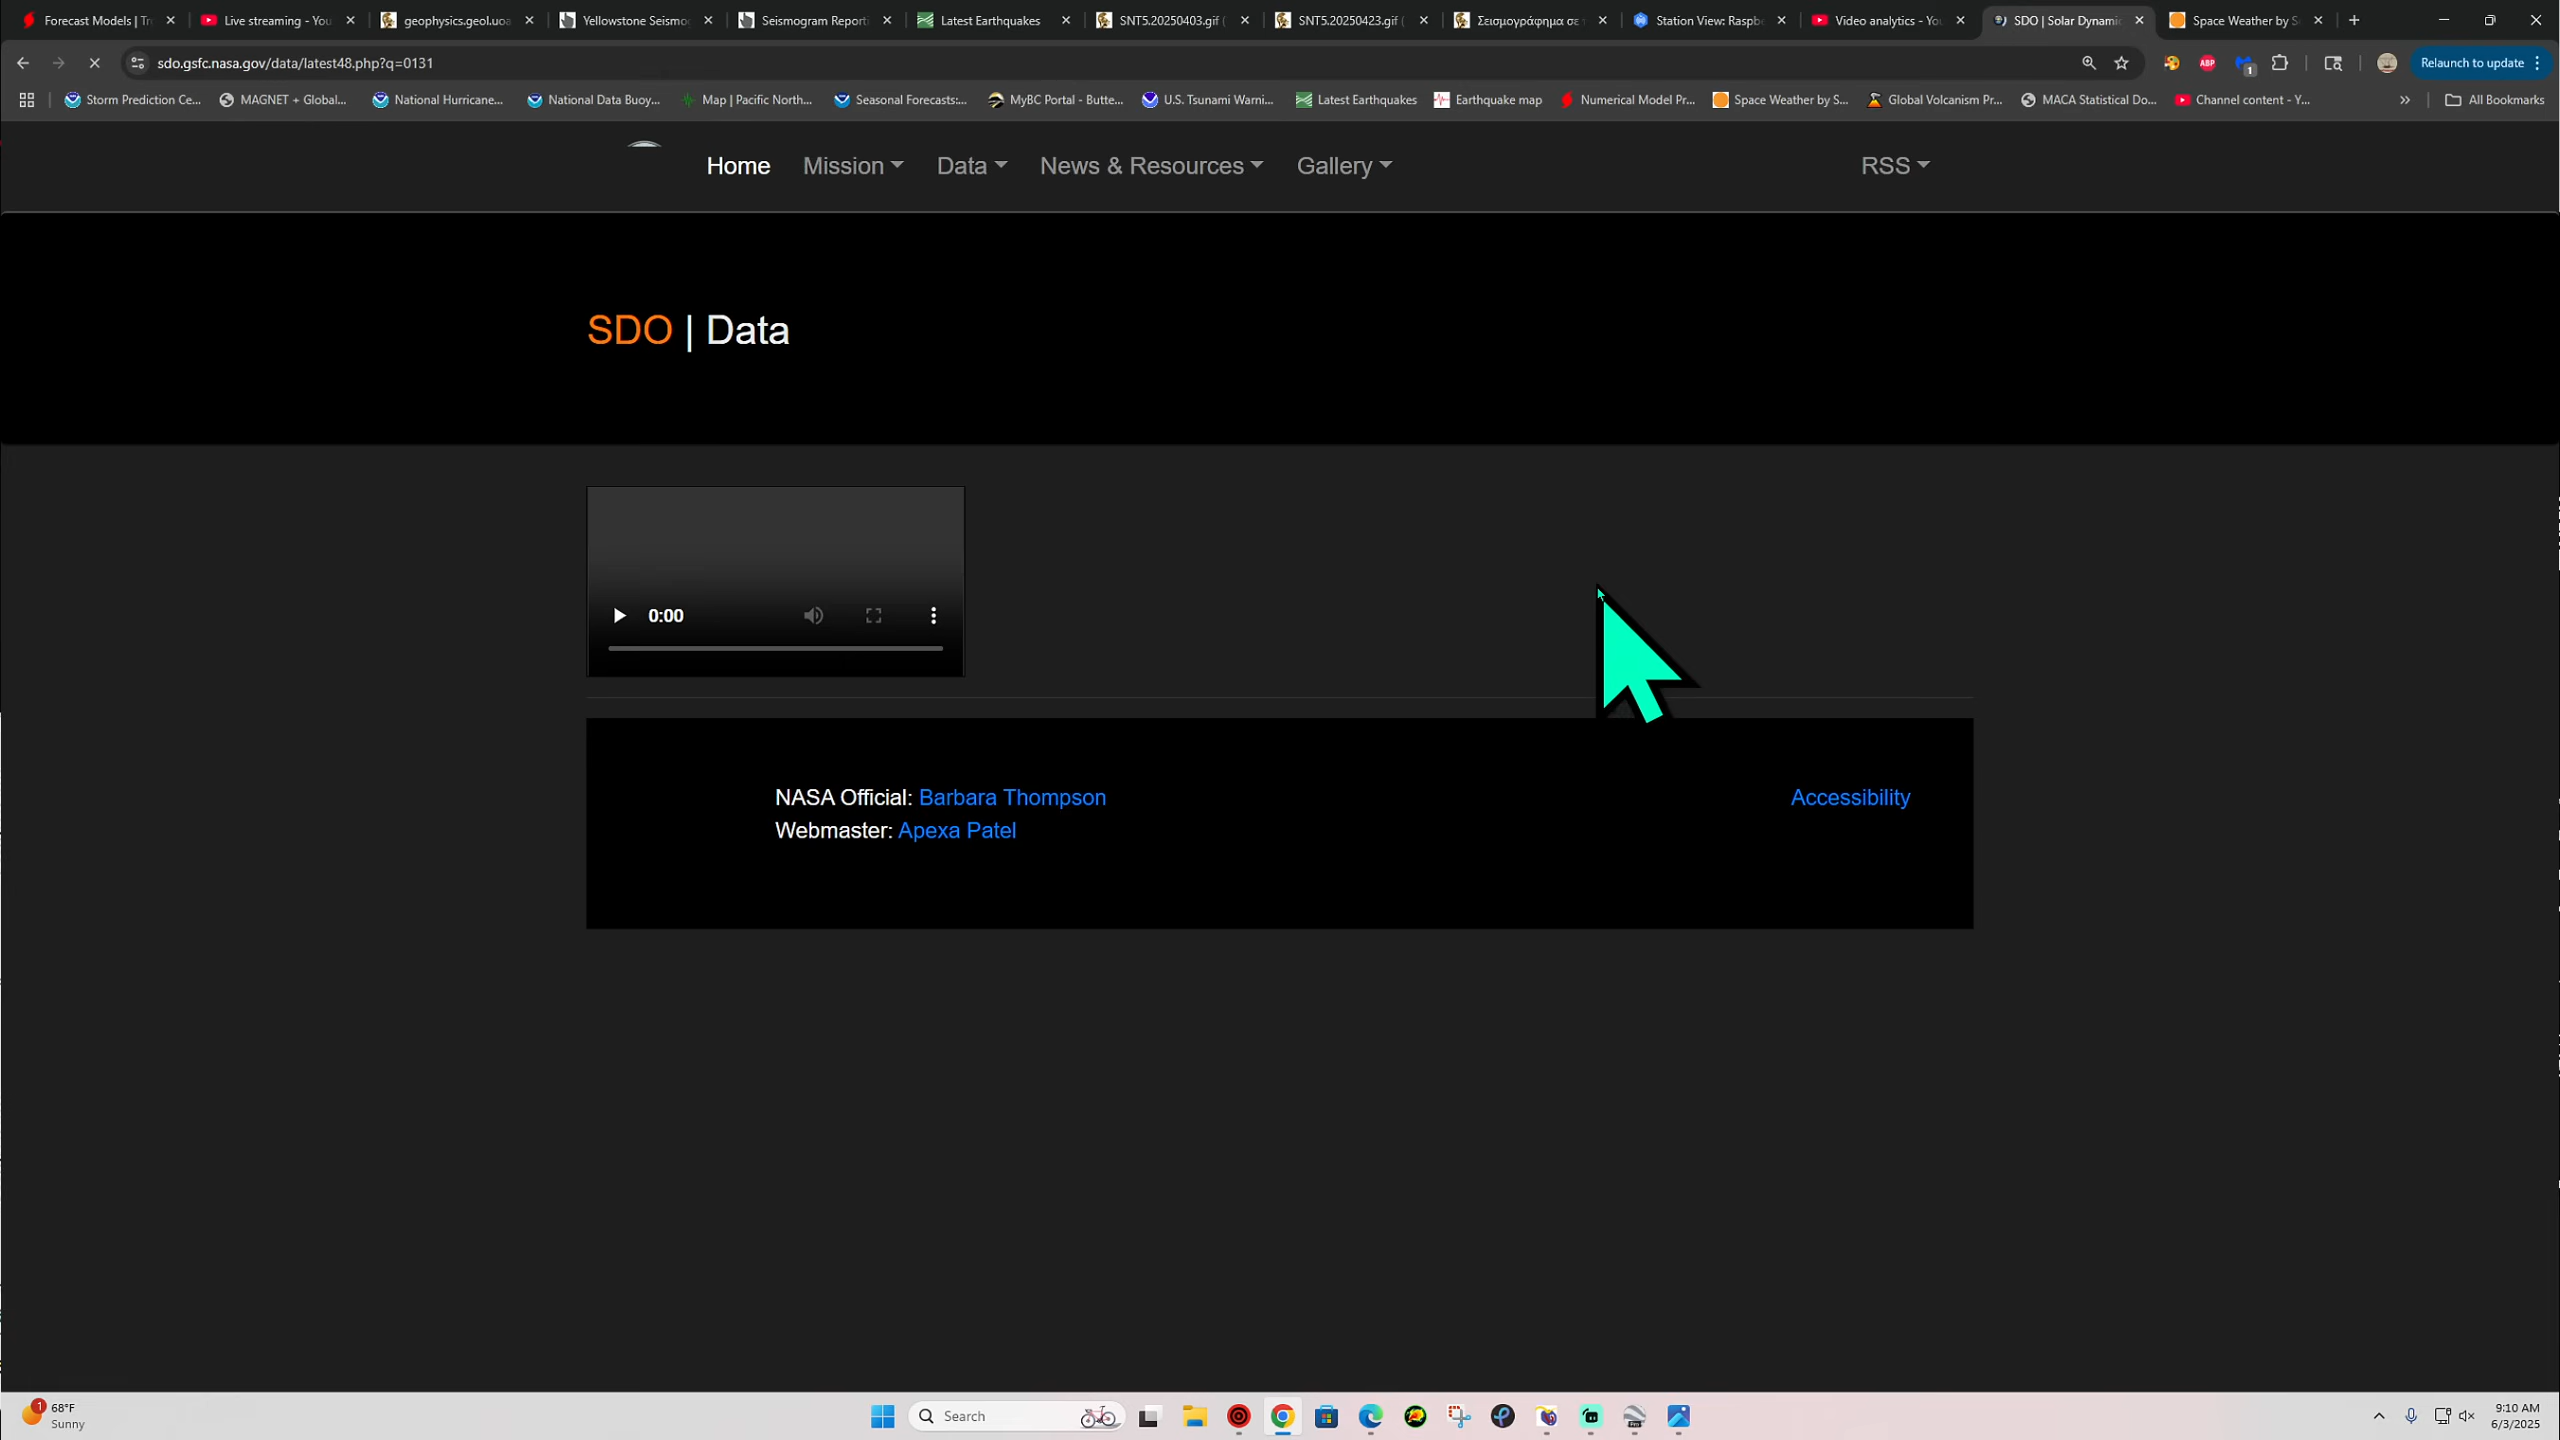 Forecast Models | Tr
Live streaming - You
geophysics.geol.uoa
Yellowstone Seismo
Seismogram Reporti
Latest Earthquakes
SNT5.20250403.gif (
SNT5.20250423.gif (
Σεισμογράφημα σε τ
Station View: Raspbe
Video analytics - Yo
SDO | Solar Dynamic
Space Weather by S
sdo.gsfc.nasa.gov/data/latest48.php?q=0131
ABP
1
Relaunch to update
Storm Prediction Ce...
MAGNET + Global...
National Hurricane...
National Data Buoy...
Map | Pacific North...
Seasonal Forecasts:...
MyBC Portal - Butte...
U.S. Tsunami Warni...
Latest Earthquakes
Earthquake map
Numerical Model Pr...
Space Weather by S...
Global Volcanism Pr...
MACA Statistical Do...
Channel content - Y...
All Bookmarks
Home
Mission
Data
News & Resources
Gallery
RSS
SDO | Data
0:00
NASA Official: Barbara Thompson
Accessibility
Webmaster: Apexa Patel
1
68°F
Sunny
Search
9:10 AM
6/3/2025